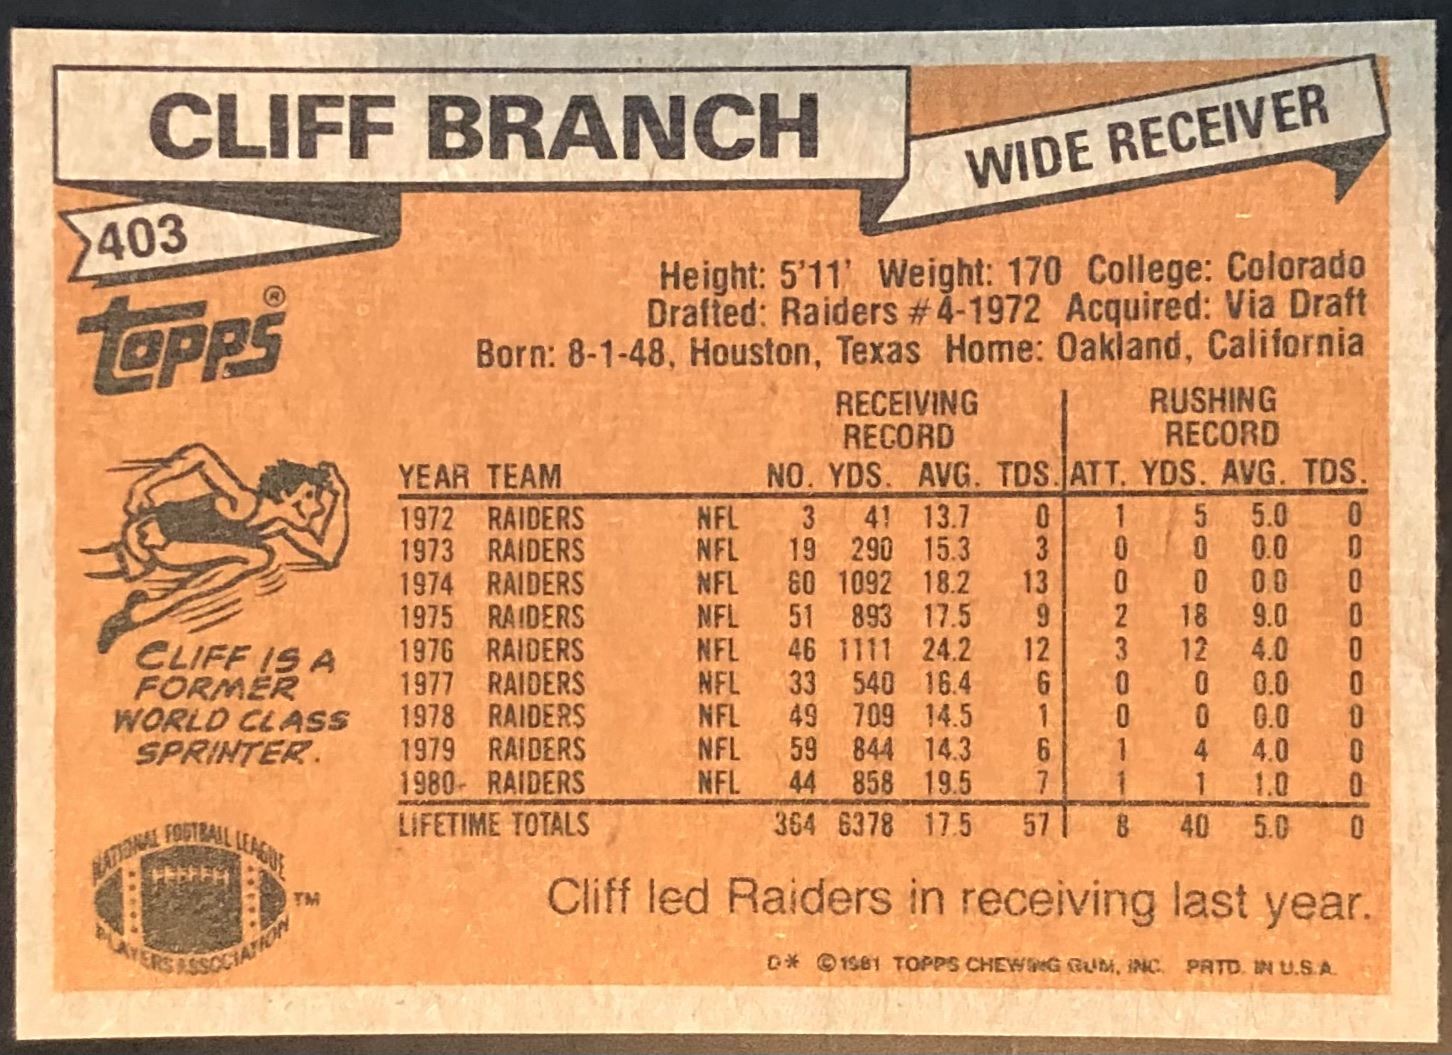 CLIFF BRANCH
WIDE RECEIVER
403
TOPPS®
Height: 5'11' Weight: 170 College: Colorado
Drafted: Raiders #4-1972 Acquired: Via Draft
Born: 8-1-48, Houston, Texas Home: Oakland, California
RECEIVING RECORD RUSHING RECORD
YEAR TEAM NO. YDS. AVG. TDS. ATT. YDS. AVG. TDS.
1972 RAIDERS NFL 3 41 13.7 0 1 5 5.0 0
1973 RAIDERS NFL 19 290 15.3 3 0 0 0.0 0
1974 RAIDERS NFL 60 1092 18.2 13 0 0 0.0 0
1975 RAIDERS NFL 51 893 17.5 9 2 18 9.0 0
1976 RAIDERS NFL 46 1111 24.2 12 3 12 4.0 0
1977 RAIDERS NFL 33 540 16.4 6 0 0 0.0 0
1978 RAIDERS NFL 49 709 14.5 1 0 0 0.0 0
1979 RAIDERS NFL 59 844 14.3 6 1 4 4.0 0
1980 RAIDERS NFL 44 858 19.5 7 1 1 1.0 0
LIFETIME TOTALS 364 6378 17.5 57 8 40 5.0 0
CLIFF IS A
FORMER
WORLD CLASS
SPRINTER.
NATIONAL FOOTBALL LEAGUE
PLAYERS ASSOCIATION
TM
Cliff led Raiders in receiving last year.
D* ©1981 TOPPS CHEWING GUM, INC. PRTD. IN U.S.A.